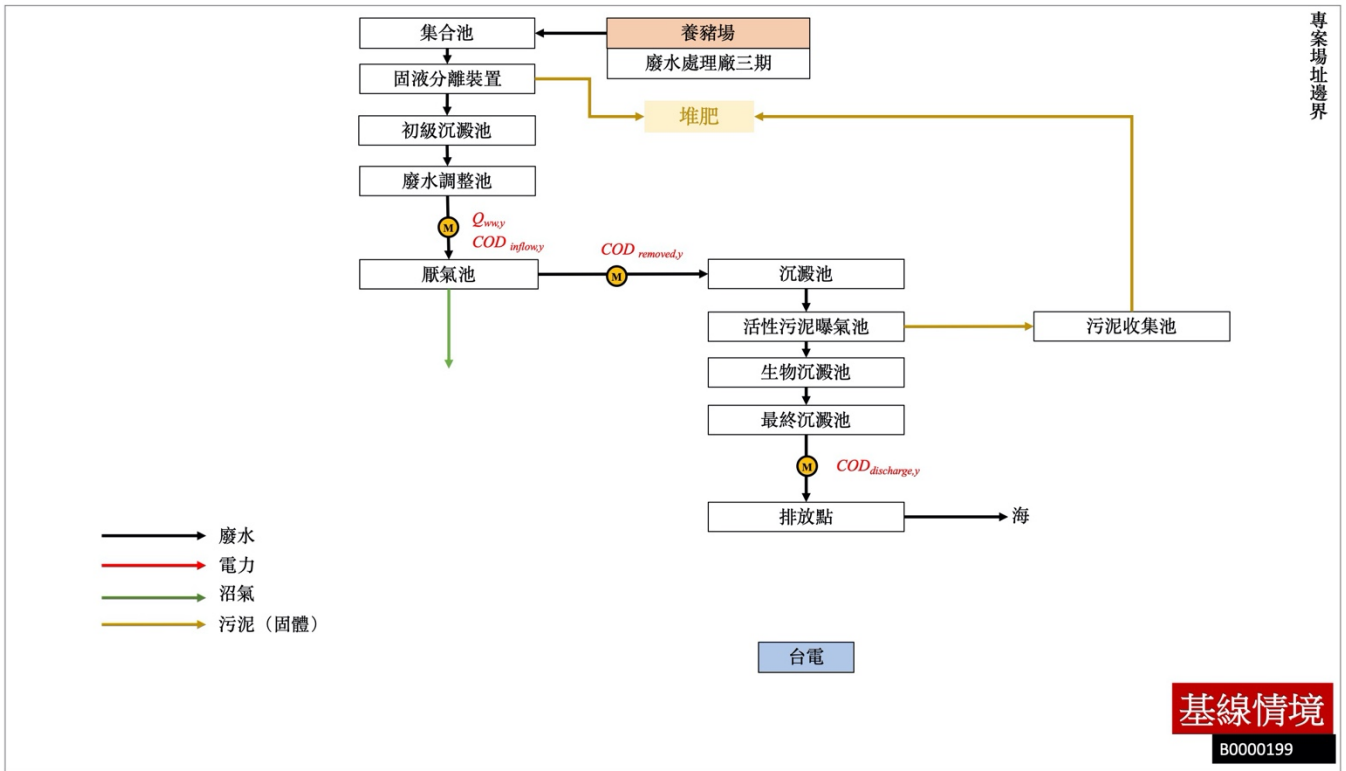 集合池
養豬場
廢水處理廠三期
固液分離裝置
堆肥
初級沉澱池
廢水調整池
M
Q ww,y
COD inflow,y
厭氣池
COD removed,y
M
沉澱池
活性污泥曝氣池
污泥收集池
生物沉澱池
最終沉澱池
M
COD discharge,y
排放點
海
廢水
電力
沼氣
污泥（固體）
台電
專案場址邊界
基線情境
B0000199